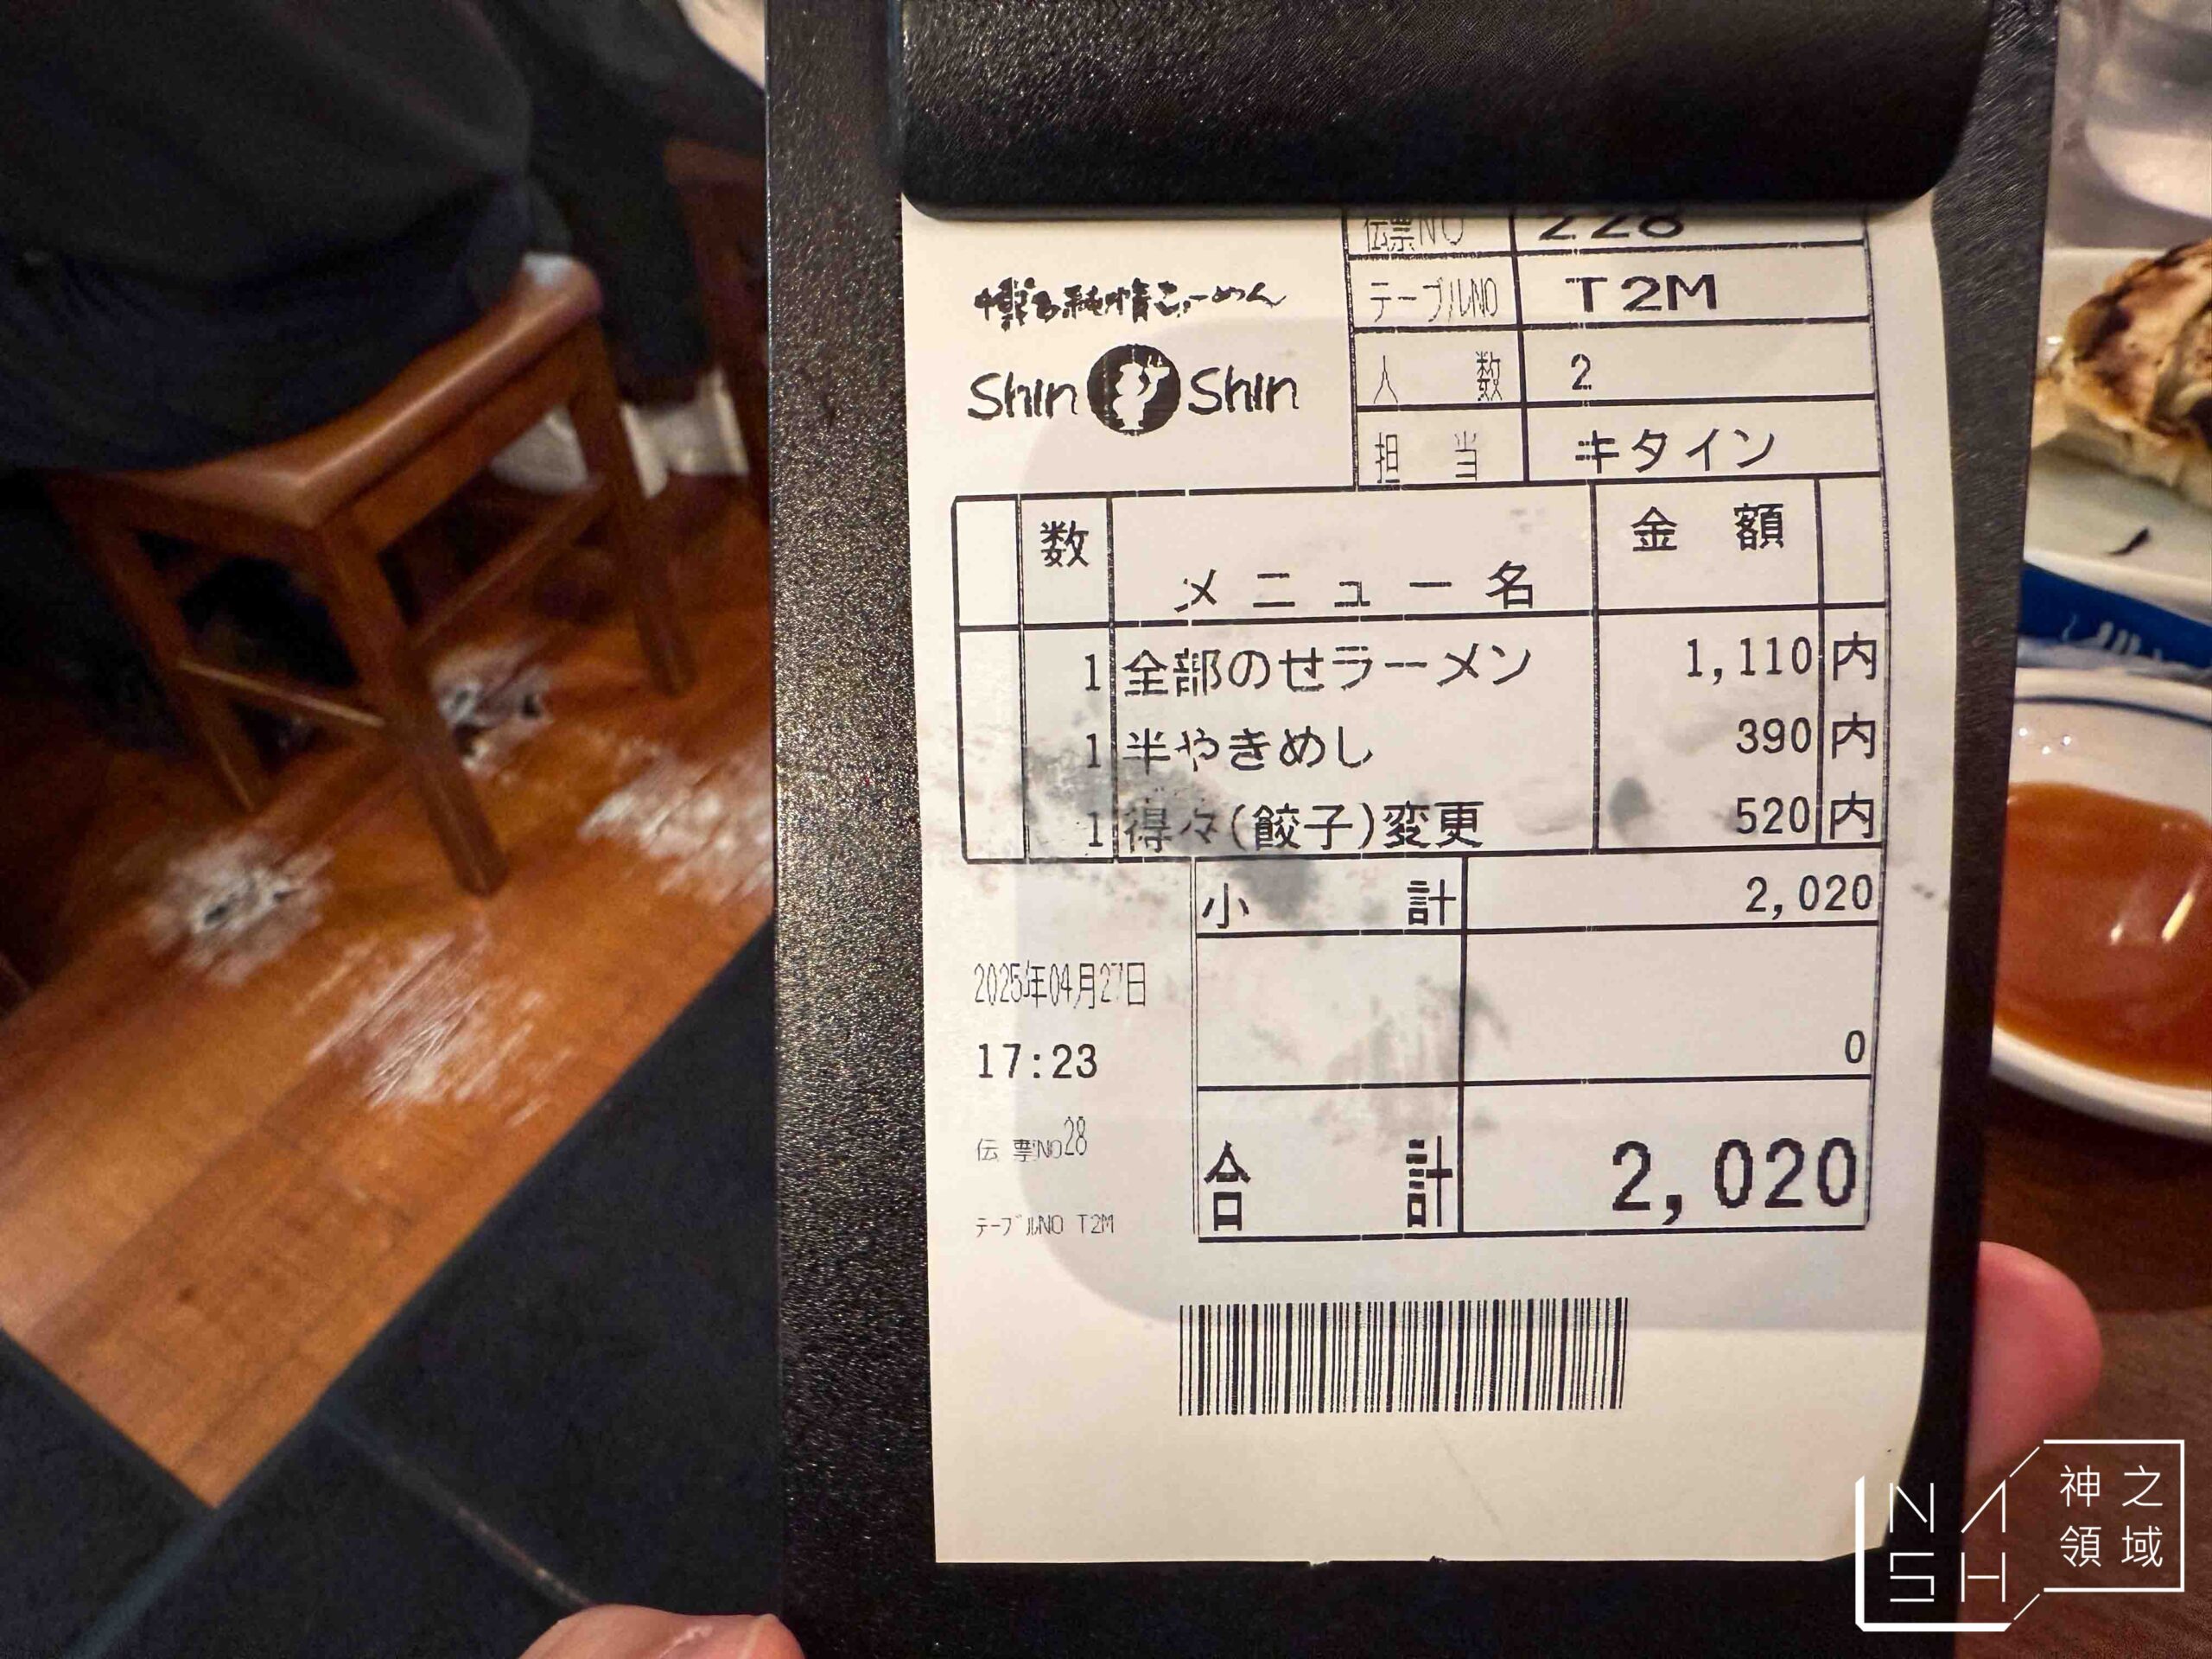 伝票NO 228
博多純情らーめん
テーブルNO T2M
Shin Shin
人数 2
担当 キタイン
数 メニュー名 金額
1 全部のせラーメン 1,110 内
1 半やきめし 390 内
1 得々(餃子)変更 520 内
小計 2,020
2025年04月27日
0
17:23
伝票NO 28
合計 2,020
テーブルNO T2M
NASH
神之
領域